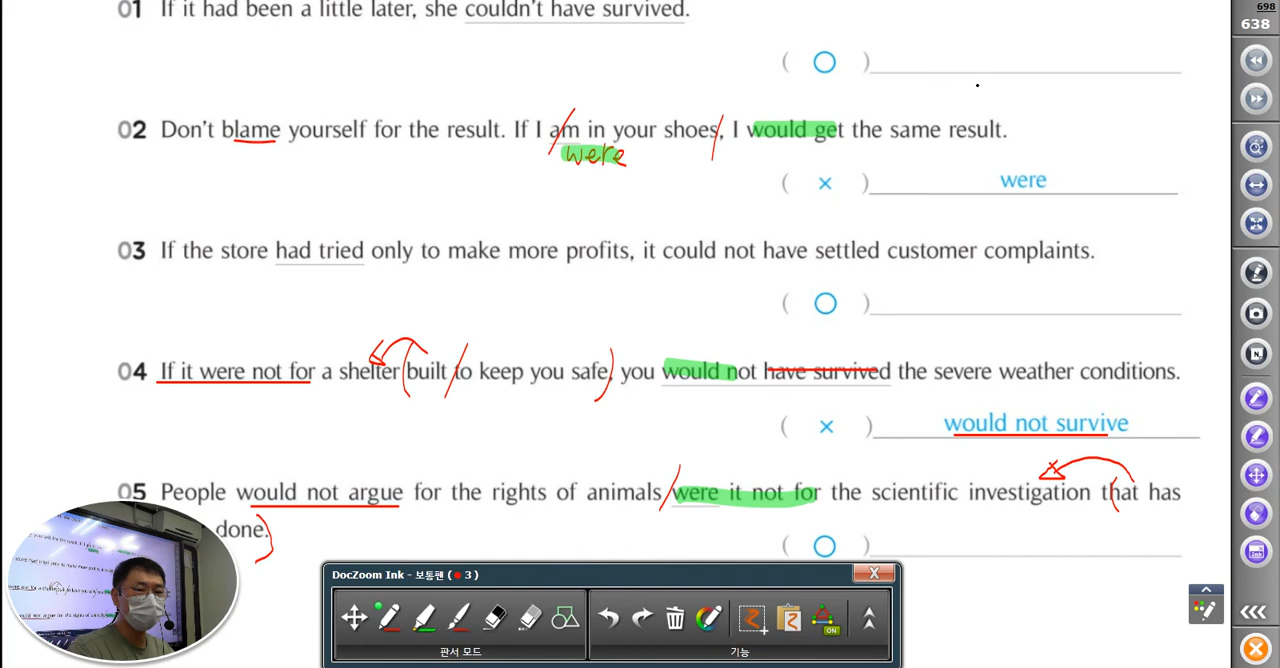 698
638
01 If it had been a little later, she couldn't have survived.
( ○ )
02 Don't blame yourself for the result. If I am in your shoes, I would get the same result.
were
( × ) were
03 If the store had tried only to make more profits, it could not have settled customer complaints.
( ○ )
04 If it were not for a shelter built to keep you safe, you would not have survived the severe weather conditions.
( × ) would not survive
05 People would not argue for the rights of animals were it not for the scientific investigation that has
done.
( ○ )
DocZoom Ink - 보통펜 ( 3 )
X
ON
판서 모드
기능
N
Ink